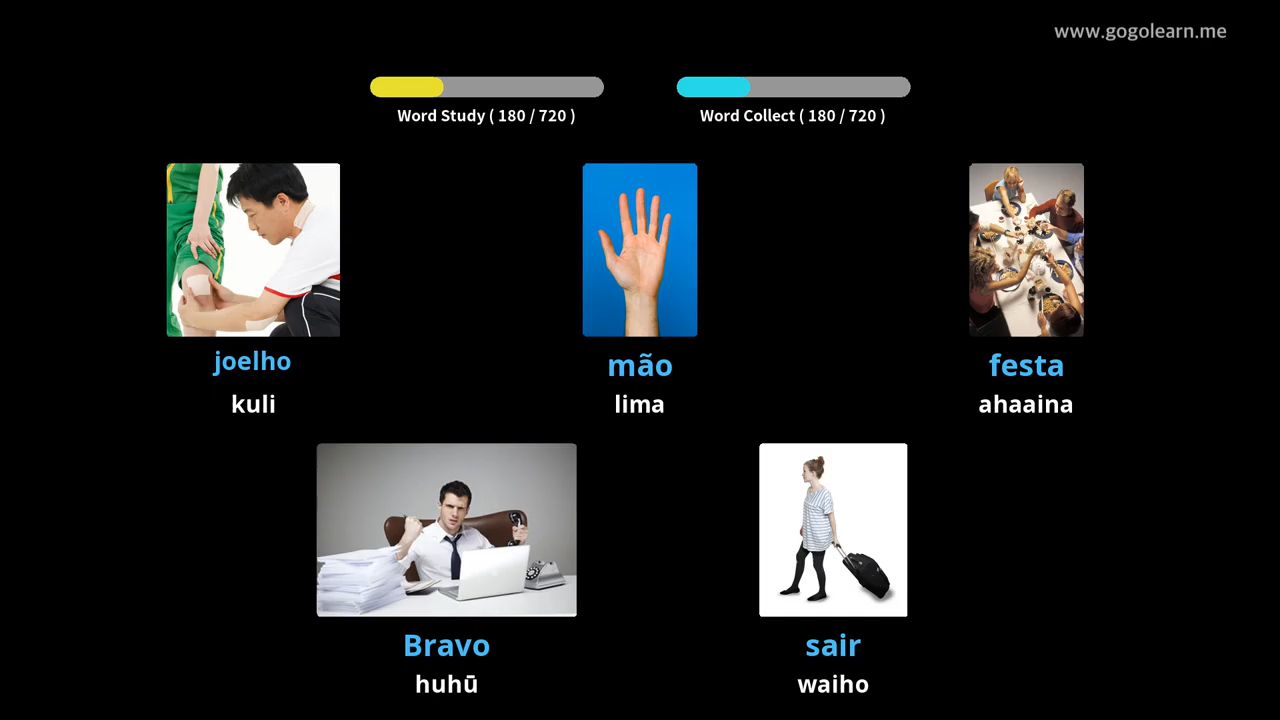 www.gogolearn.me
Word Study ( 180 / 720 )
Word Collect ( 180 / 720 )
joelho
mão
festa
kuli
lima
ahaaina
Bravo
sair
huhū
waiho